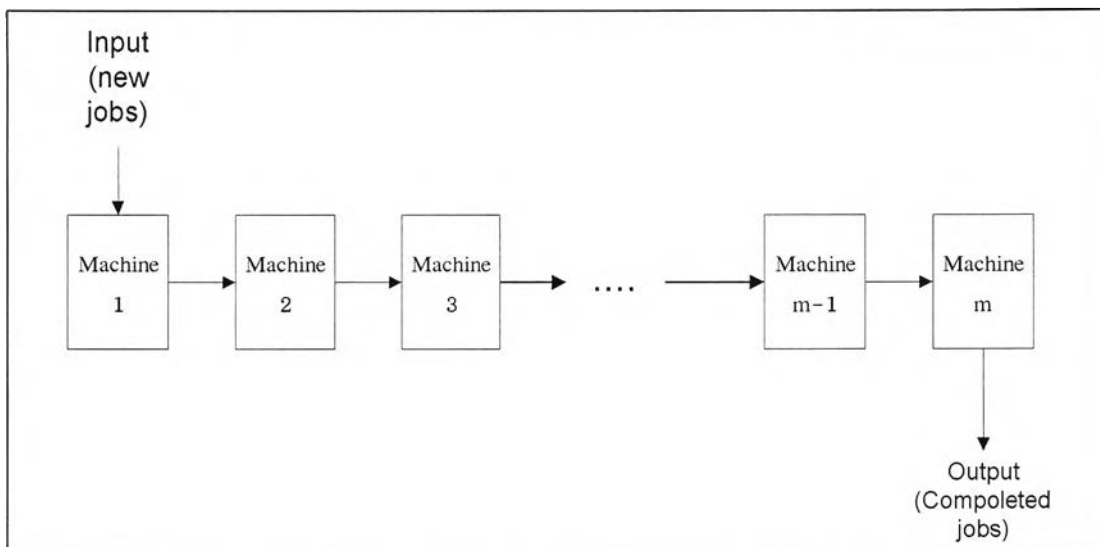 Input
(new
jobs)
Machine
1
Machine
2
Machine
3
....
Machine
m-1
Machine
m
Output
(Compoleted
jobs)